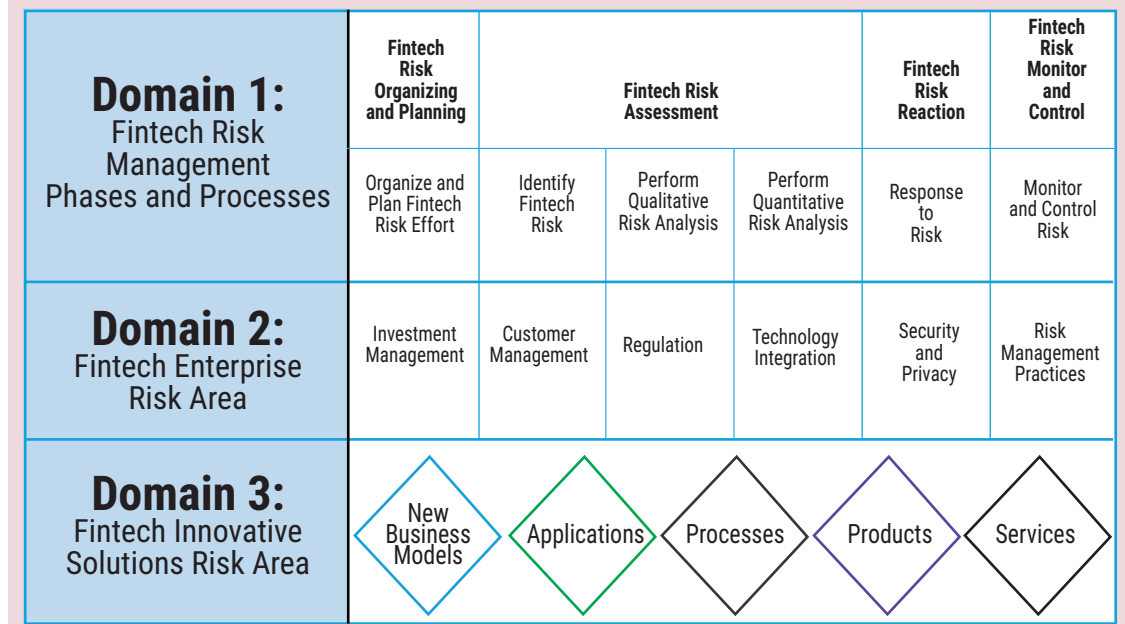 Domain 1:
Fintech Risk
Management
Phases and Processes
Fintech
Risk
Organizing
and Planning
Fintech Risk
Assessment
Fintech
Risk
Reaction
Fintech
Risk
Monitor
and
Control
Organize and
Plan Fintech
Risk Effort
Identify
Fintech
Risk
Perform
Qualitative
Risk Analysis
Perform
Quantitative
Risk Analysis
Response
to
Risk
Monitor
and Control
Risk
Domain 2:
Fintech Enterprise
Risk Area
Investment
Management
Customer
Management
Regulation
Technology
Integration
Security
and
Privacy
Risk
Management
Practices
Domain 3:
Fintech Innovative
Solutions Risk Area
New
Business
Models
Applications
Processes
Products
Services